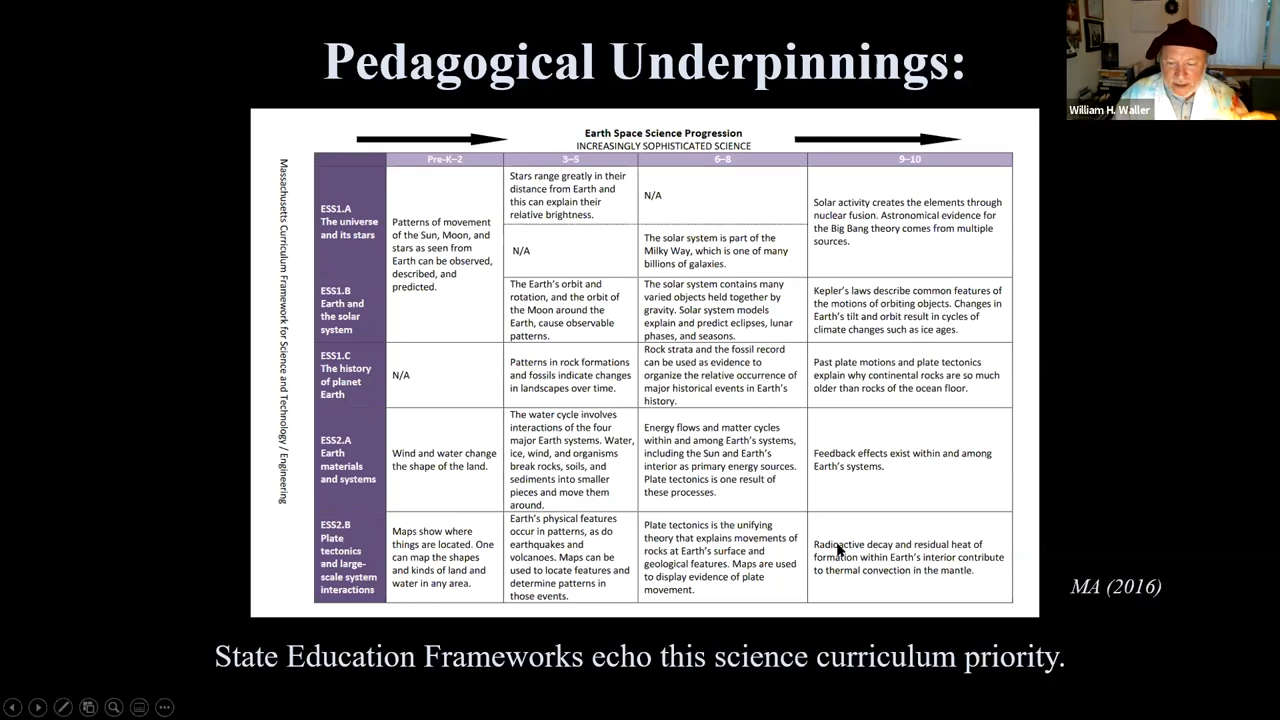 Pedagogical Underpinnings:
William H. Waller
Earth Space Science Progression
INCREASINGLY SOPHISTICATED SCIENCE
Massachusetts Curriculum Framework for Science and Technology / Engineering
Pre-K–2
3–5
6–8
9–10
ESS1.A
The universe
and its stars
Patterns of movement
of the Sun, Moon, and
stars as seen from
Earth can be observed,
described, and
predicted.
Stars range greatly in their
distance from Earth and
this can explain their
relative brightness.
N/A
N/A
The solar system is part of the
Milky Way, which is one of many
billions of galaxies.
Solar activity creates the elements through
nuclear fusion. Astronomical evidence for
the Big Bang theory comes from multiple
sources.
ESS1.B
Earth and
the solar
system
The Earth's orbit and
rotation, and the orbit of
the Moon around the
Earth, cause observable
patterns.
The solar system contains many
varied objects held together by
gravity. Solar system models
explain and predict eclipses, lunar
phases, and seasons.
Kepler's laws describe common features of
the motions of orbiting objects. Changes in
Earth's tilt and orbit result in cycles of
climate changes such as ice ages.
ESS1.C
The history
of planet
Earth
N/A
Patterns in rock formations
and fossils indicate changes
in landscapes over time.
Rock strata and the fossil record
can be used as evidence to
organize the relative occurrence of
major historical events in Earth's
history.
Past plate motions and plate tectonics
explain why continental rocks are so much
older than rocks of the ocean floor.
ESS2.A
Earth
materials
and systems
Wind and water change
the shape of the land.
The water cycle involves
interactions of the four
major Earth systems. Water,
ice, wind, and organisms
break rocks, soils, and
sediments into smaller
pieces and move them
around.
Energy flows and matter cycles
within and among Earth's systems,
including the Sun and Earth's
interior as primary energy sources.
Plate tectonics is one result of
these processes.
Feedback effects exist within and among
Earth's systems.
ESS2.B
Plate
tectonics
and large-
scale system
interactions
Maps show where
things are located. One
can map the shapes
and kinds of land and
water in any area.
Earth's physical features
occur in patterns, as do
earthquakes and
volcanoes. Maps can be
used to locate features and
determine patterns in
those events.
Plate tectonics is the unifying
theory that explains movements of
rocks at Earth's surface and
geological features. Maps are used
to display evidence of plate
movement.
Radioactive decay and residual heat of
formation within Earth's interior contribute
to thermal convection in the mantle.
MA (2016)
State Education Frameworks echo this science curriculum priority.